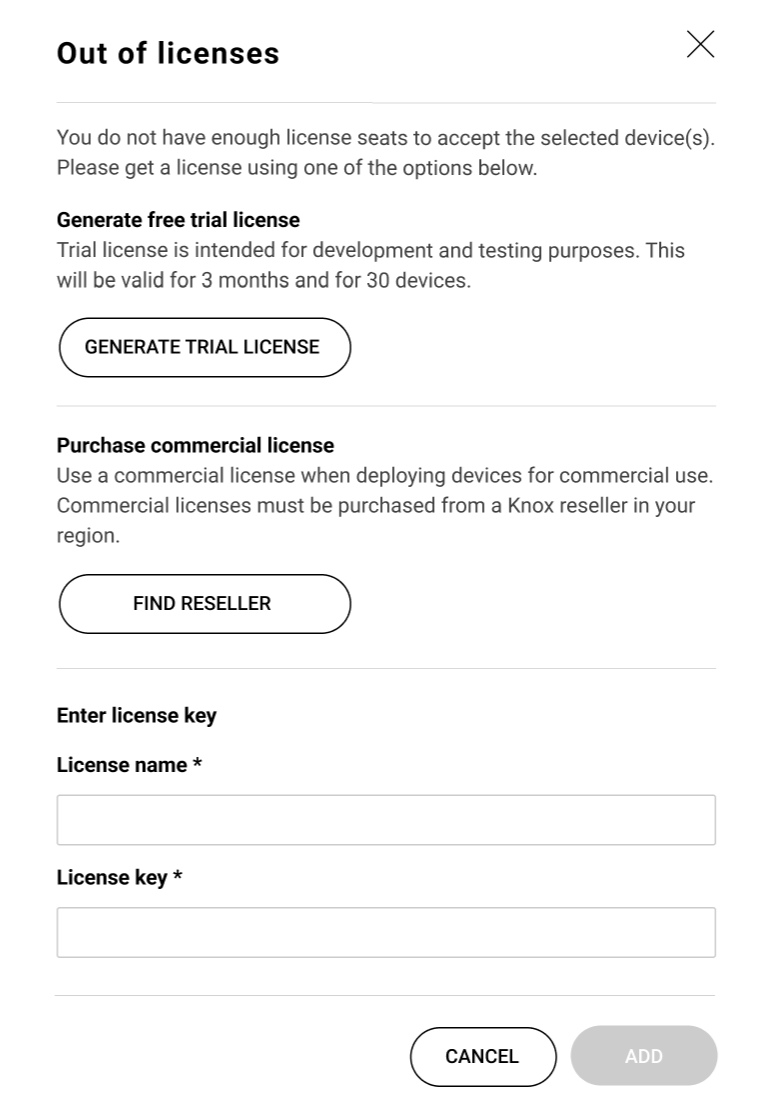 Out of licenses
You do not have enough license seats to accept the selected device(s).
Please get a license using one of the options below.
Generate free trial license
Trial license is intended for development and testing purposes. This
will be valid for 3 months and for 30 devices.
GENERATE TRIAL LICENSE
Purchase commercial license
Use a commercial license when deploying devices for commercial use.
Commercial licenses must be purchased from a Knox reseller in your
region.
FIND RESELLER
Enter license key
License name *
License key *
CANCEL ADD